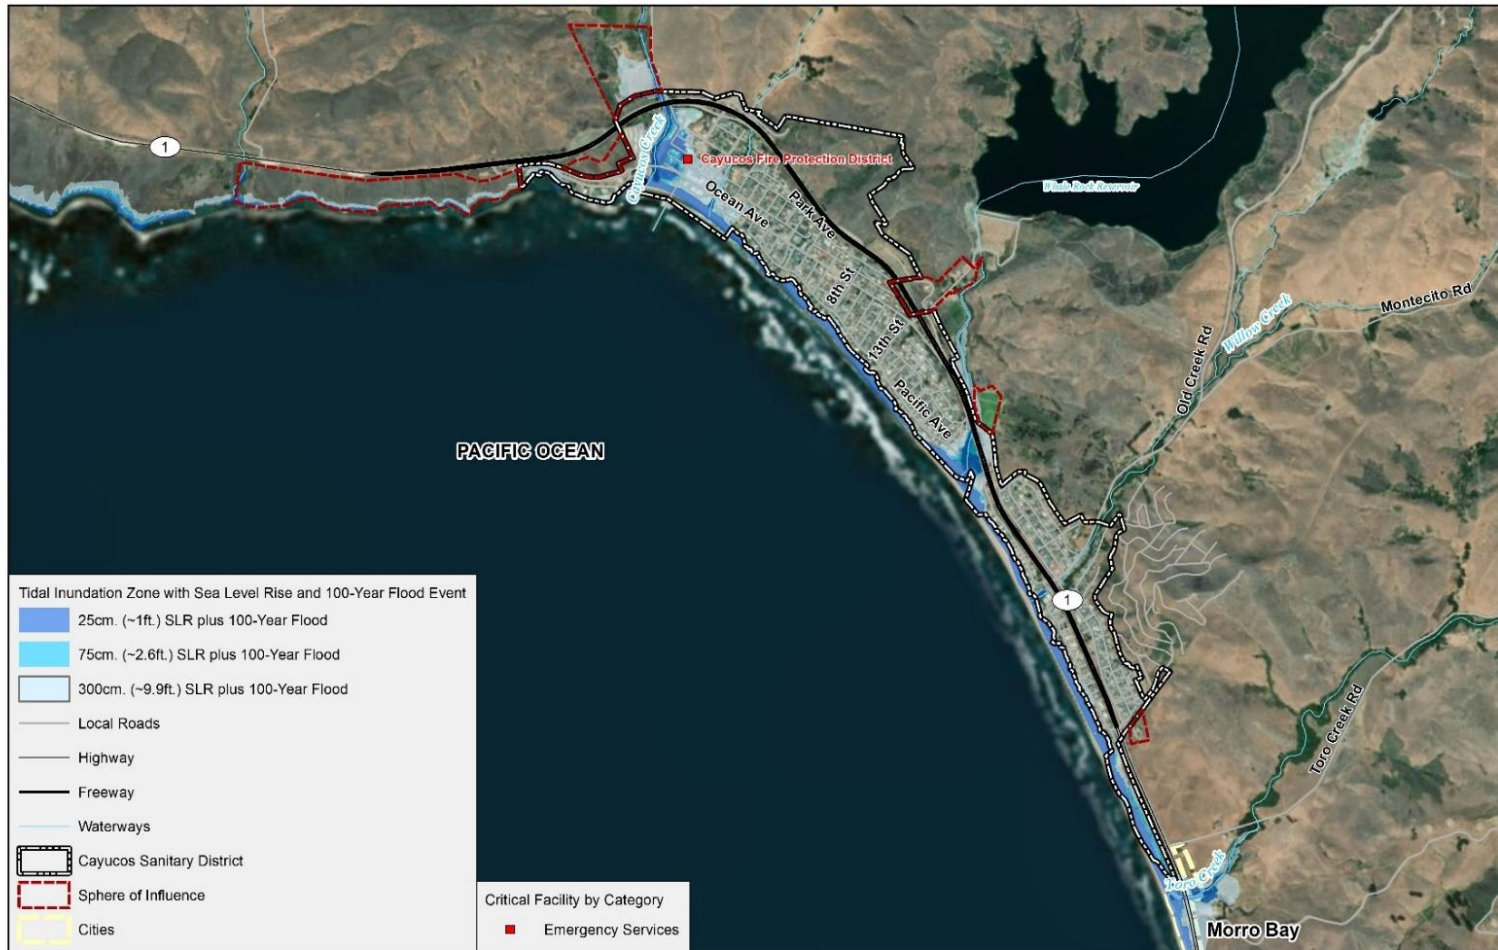 1
Cayucos Creek
Cayucos Fire Protection District
Ocean Ave
Park Ave
Whale Rock Reservoir
8th St
13th St
Pacific Ave
Montecito Rd
Willow Creek
Old Creek Rd
PACIFIC OCEAN
1
Toro Creek Rd
Toro Creek
Morro Bay
Tidal Inundation Zone with Sea Level Rise and 100-Year Flood Event
25cm. (~1ft.) SLR plus 100-Year Flood
75cm. (~2.6ft.) SLR plus 100-Year Flood
300cm. (~9.9ft.) SLR plus 100-Year Flood
Local Roads
Highway
Freeway
Waterways
Cayucos Sanitary District
Sphere of Influence
Cities
Critical Facility by Category
Emergency Services